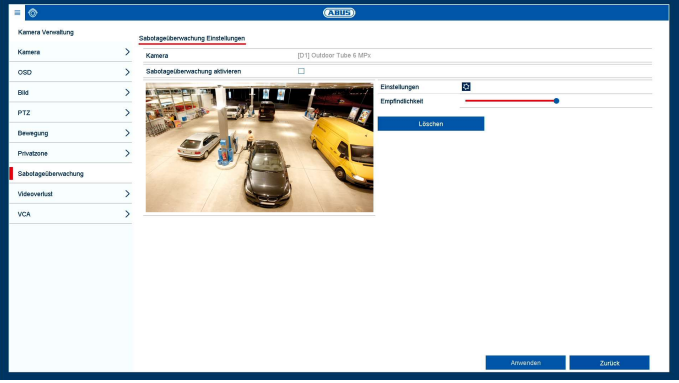 ABUS
Kamera Verwaltung
Kamera
OSD
Bild
PTZ
Bewegung
Privatzone
Sabotageüberwachung
Videoverlust
VCA
Sabotageüberwachung Einstellungen
Kamera [D1] Outdoor Tube 6 MPx
Sabotageüberwachung aktivieren
Einstellungen
Empfindlichkeit
Löschen
Anwenden Zurück